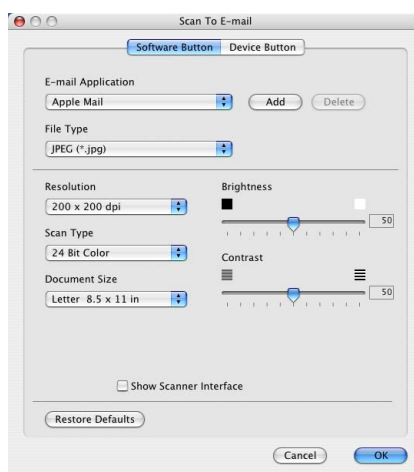 Scan To E-mail
Software Button Device Button
E-mail Application
Apple Mail Add Delete
File Type
JPEG (*.jpg)
Resolution Brightness
200 x 200 dpi 50
Scan Type
24 Bit Color Contrast
Document Size
Letter 8.5 x 11 in 50
Show Scanner Interface
Restore Defaults
Cancel OK